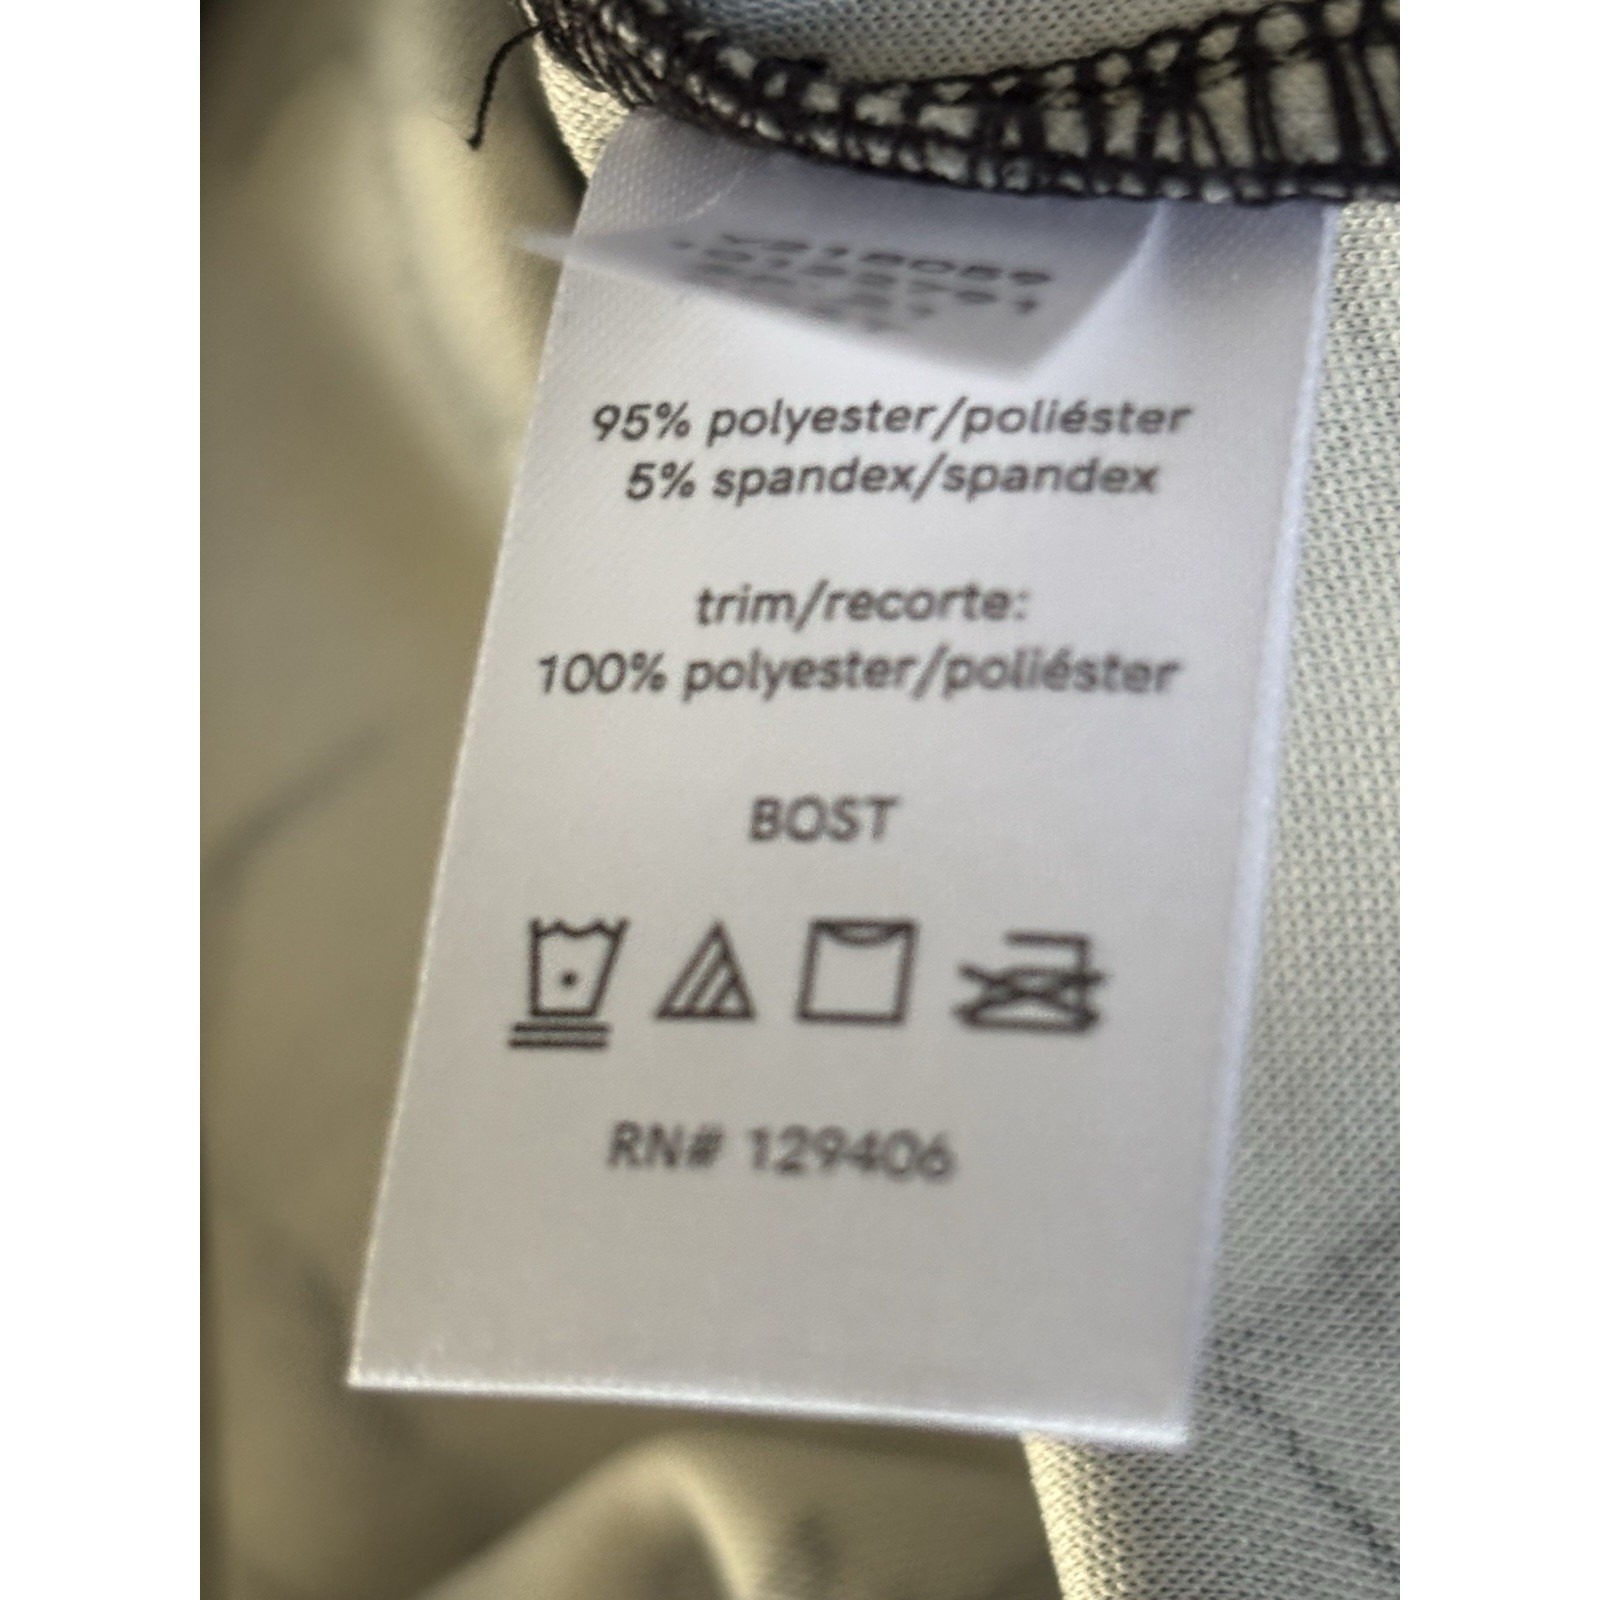 95% polyester/poliéster
5% spandex/spandex
trim/recorte:
100% polyester/poliéster
BOST
RN# 129406